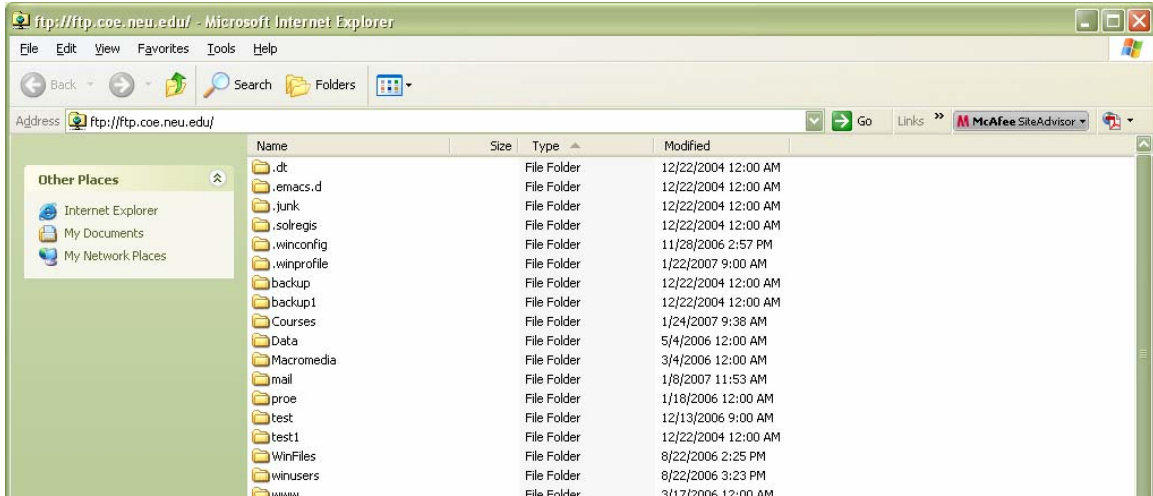 ftp://ftp.coe.neu.edu/ - Microsoft Internet Explorer
File Edit View Favorites Tools Help
Back Search Folders
Address ftp://ftp.coe.neu.edu/ Go Links » McAfee SiteAdvisor
Other Places
Internet Explorer
My Documents
My Network Places
Name Size Type Modified
.dt File Folder 12/22/2004 12:00 AM
.emacs.d File Folder 12/22/2004 12:00 AM
.junk File Folder 12/22/2004 12:00 AM
.solregis File Folder 12/22/2004 12:00 AM
.winconfig File Folder 11/28/2006 2:57 PM
.winprofile File Folder 1/22/2007 9:00 AM
backup File Folder 12/22/2004 12:00 AM
backup1 File Folder 12/22/2004 12:00 AM
Courses File Folder 1/24/2007 9:38 AM
Data File Folder 5/4/2006 12:00 AM
Macromedia File Folder 3/4/2006 12:00 AM
mail File Folder 1/8/2007 11:53 AM
proe File Folder 1/18/2006 12:00 AM
test File Folder 12/13/2006 9:00 AM
test1 File Folder 12/22/2004 12:00 AM
WinFiles File Folder 8/22/2006 2:25 PM
winusers File Folder 8/22/2006 3:23 PM
www File Folder 3/17/2006 12:00 AM